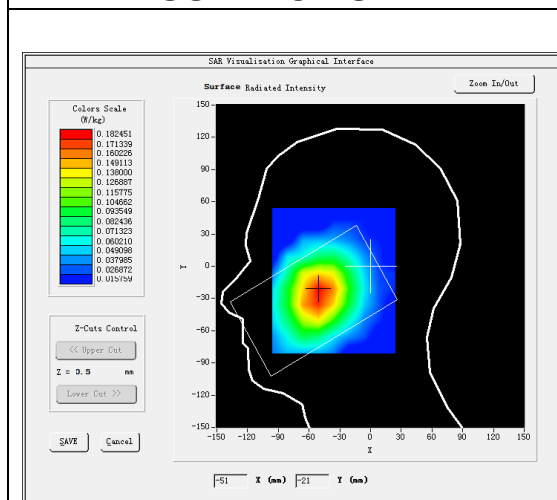 SAR Visualisation Graphical Interface
Surface Radiated Intensity
Zoom In/Out
Colors Scale
(W/kg)
0.182451
0.171339
0.160226
0.149113
0.138000
0.126887
0.115775
0.104662
0.093549
0.082436
0.071323
0.060210
0.049098
0.037985
0.026872
0.015759
Z-Cuts Control
<< Upper Cut
Z = 0.5 mm
Lower Cut >>
SAVE Cancel
150
120
90
60
30
0
-30
-60
-90
-120
-150
Y
-150 -120 -90 -60 -30 0 30 60 90 120 150
X
-51 X (mm) -21 Y (mm)